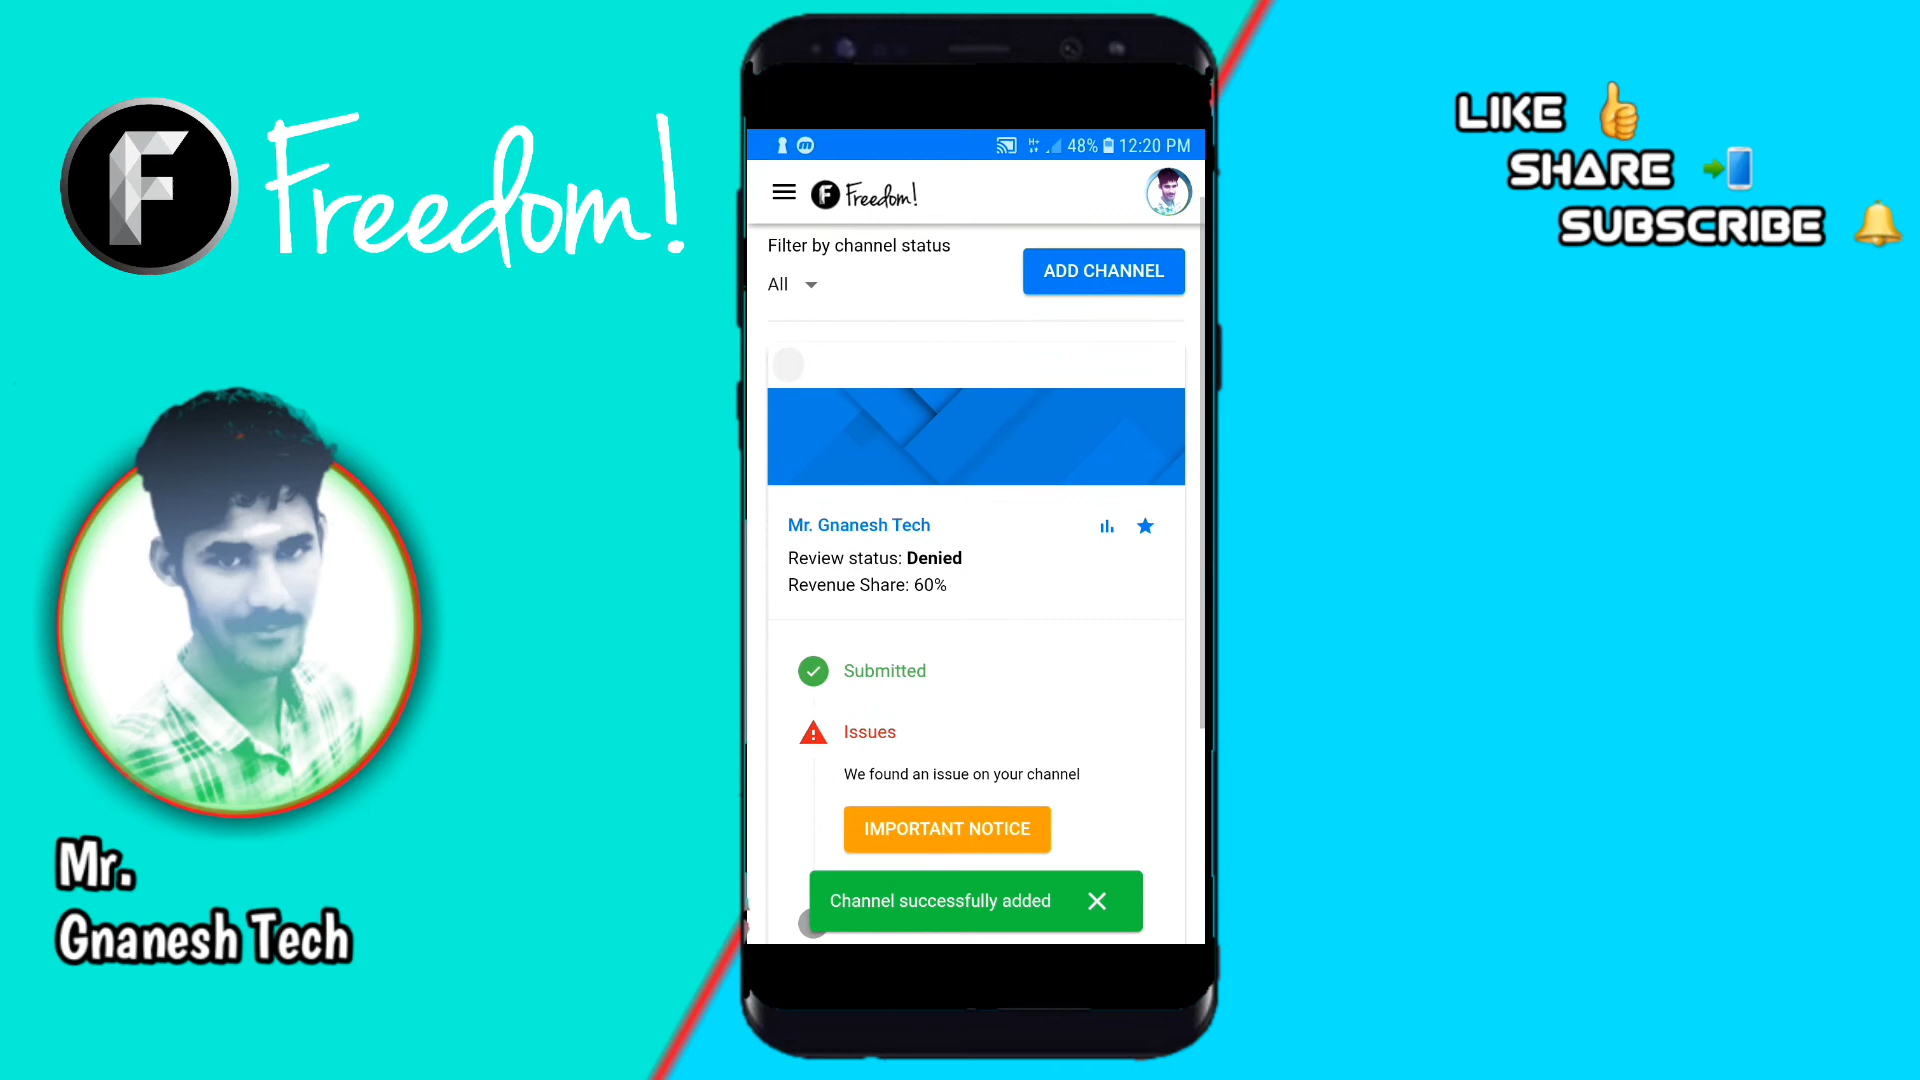 F Freedom!
Mr.
Gnanesh Tech
LIKE 👍
SHARE 📲
SUBSCRIBE 🔔
48% 12:20 PM
F Freedom!
Filter by channel status
All
ADD CHANNEL
Mr. Gnanesh Tech
Review status: Denied
Revenue Share: 60%
Submitted
Issues
We found an issue on your channel
IMPORTANT NOTICE
Channel successfully added